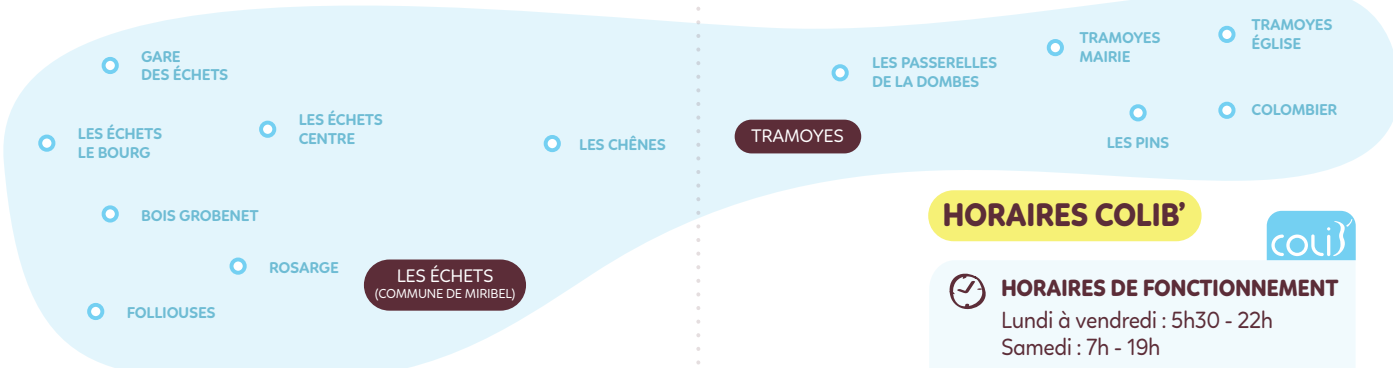 GARE
DES ÉCHETS
LES ÉCHETS
LE BOURG
LES ÉCHETS
CENTRE
LES CHÊNES
BOIS GROBENET
ROSARGE
FOLLIOUSES
LES ÉCHETS
(COMMUNE DE MIRIBEL)
LES PASSERELLES
DE LA DOMBES
TRAMOYES
MAIRIE
TRAMOYES
ÉGLISE
TRAMOYES
LES PINS
COLOMBIER
HORAIRES COLIB’
coliB
HORAIRES DE FONCTIONNEMENT
Lundi à vendredi : 5h30 - 22h
Samedi : 7h - 19h